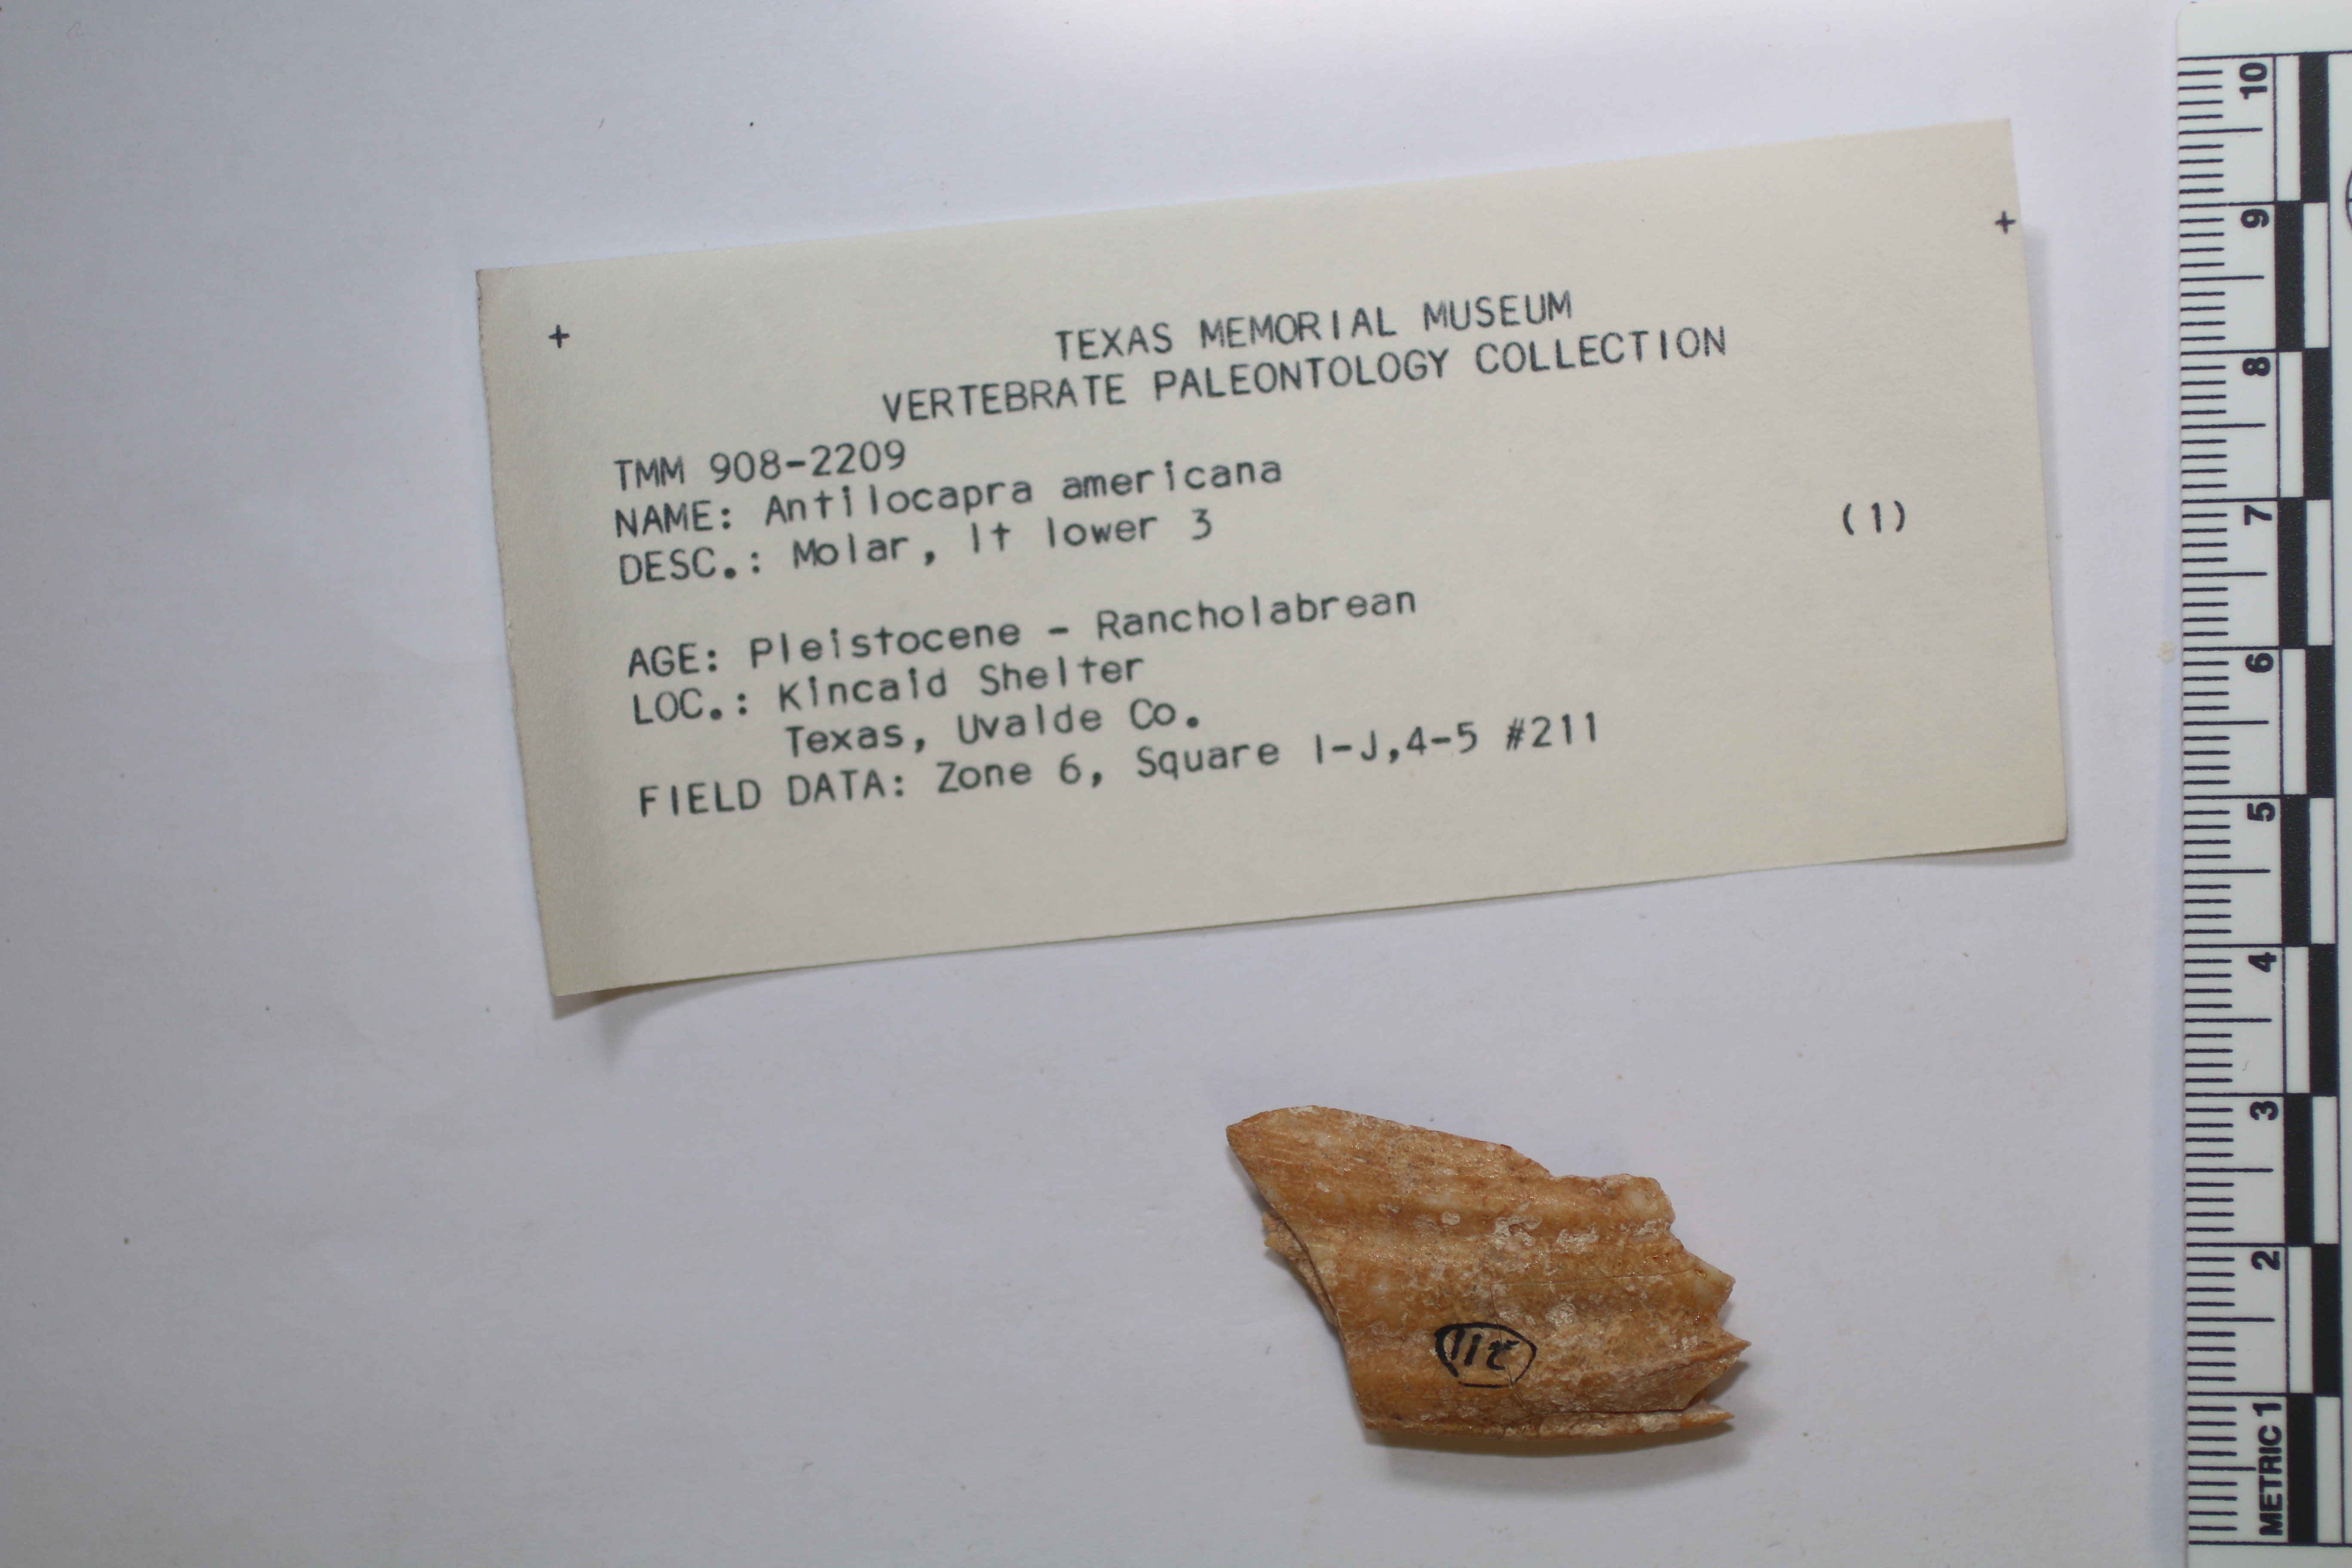 + +
TEXAS MEMORIAL MUSEUM
VERTEBRATE PALEONTOLOGY COLLECTION
TMM 908-2209
NAME: Antilocapra americana
DESC.: Molar, lt lower 3 (1)
AGE: Pleistocene - Rancholabrean
LOC.: Kincaid Shelter
Texas, Uvalde Co.
FIELD DATA: Zone 6, Square I-J,4-5 #211
211
10
9
8
7
6
5
4
3
2
METRIC 1